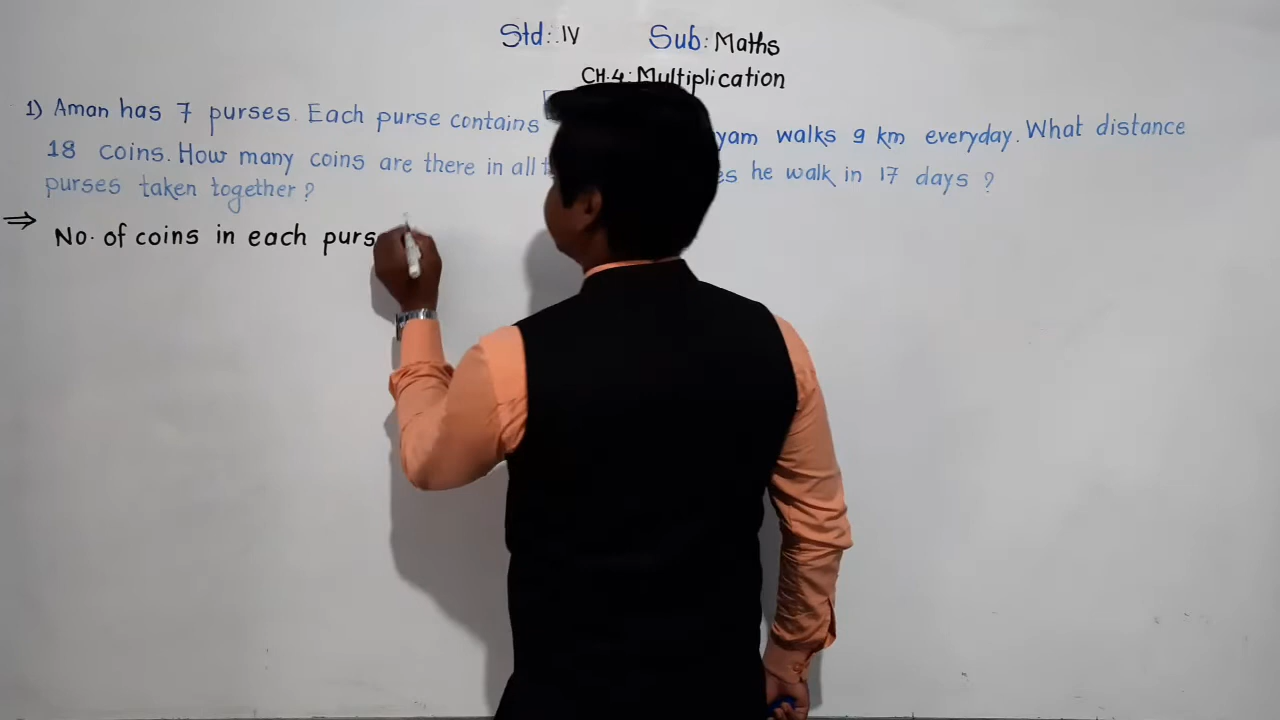 Std: IV Sub: Maths
CH.4: Multiplication
1) Aman has 7 purses. Each purse contains
18 coins. How many coins are there in all
purses taken together?
walks 9 km everyday. What distance
he walk in 17 days ?
⇒ No. of coins in each